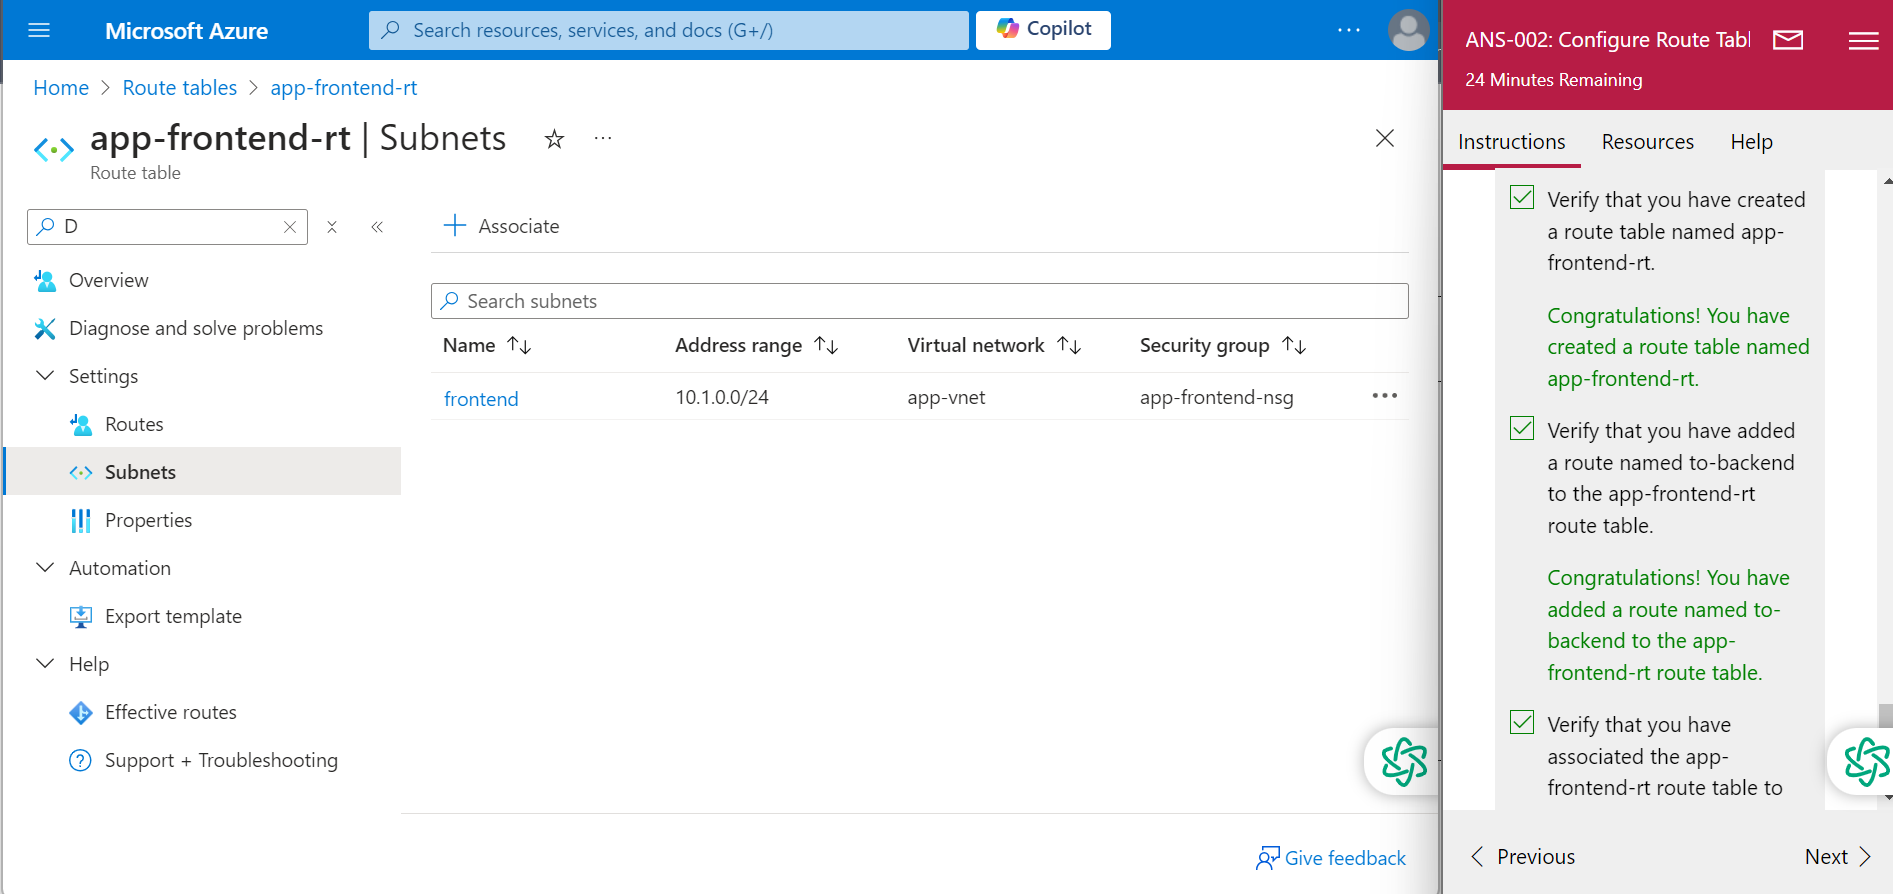 Microsoft Azure
Search resources, services, and docs (G+/)
Copilot
Home > Route tables > app-frontend-rt
app-frontend-rt | Subnets
Route table
D
Overview
Diagnose and solve problems
Settings
Routes
Subnets
Properties
Automation
Export template
Help
Effective routes
Support + Troubleshooting
Associate
Search subnets
Name Address range Virtual network Security group
frontend 10.1.0.0/24 app-vnet app-frontend-nsg
Give feedback
ANS-002: Configure Route Tabl
24 Minutes Remaining
Instructions Resources Help
Verify that you have created
a route table named app-
frontend-rt.
Congratulations! You have
created a route table named
app-frontend-rt.
Verify that you have added
a route named to-backend
to the app-frontend-rt
route table.
Congratulations! You have
added a route named to-
backend to the app-
frontend-rt route table.
Verify that you have
associated the app-
frontend-rt route table to
Previous Next